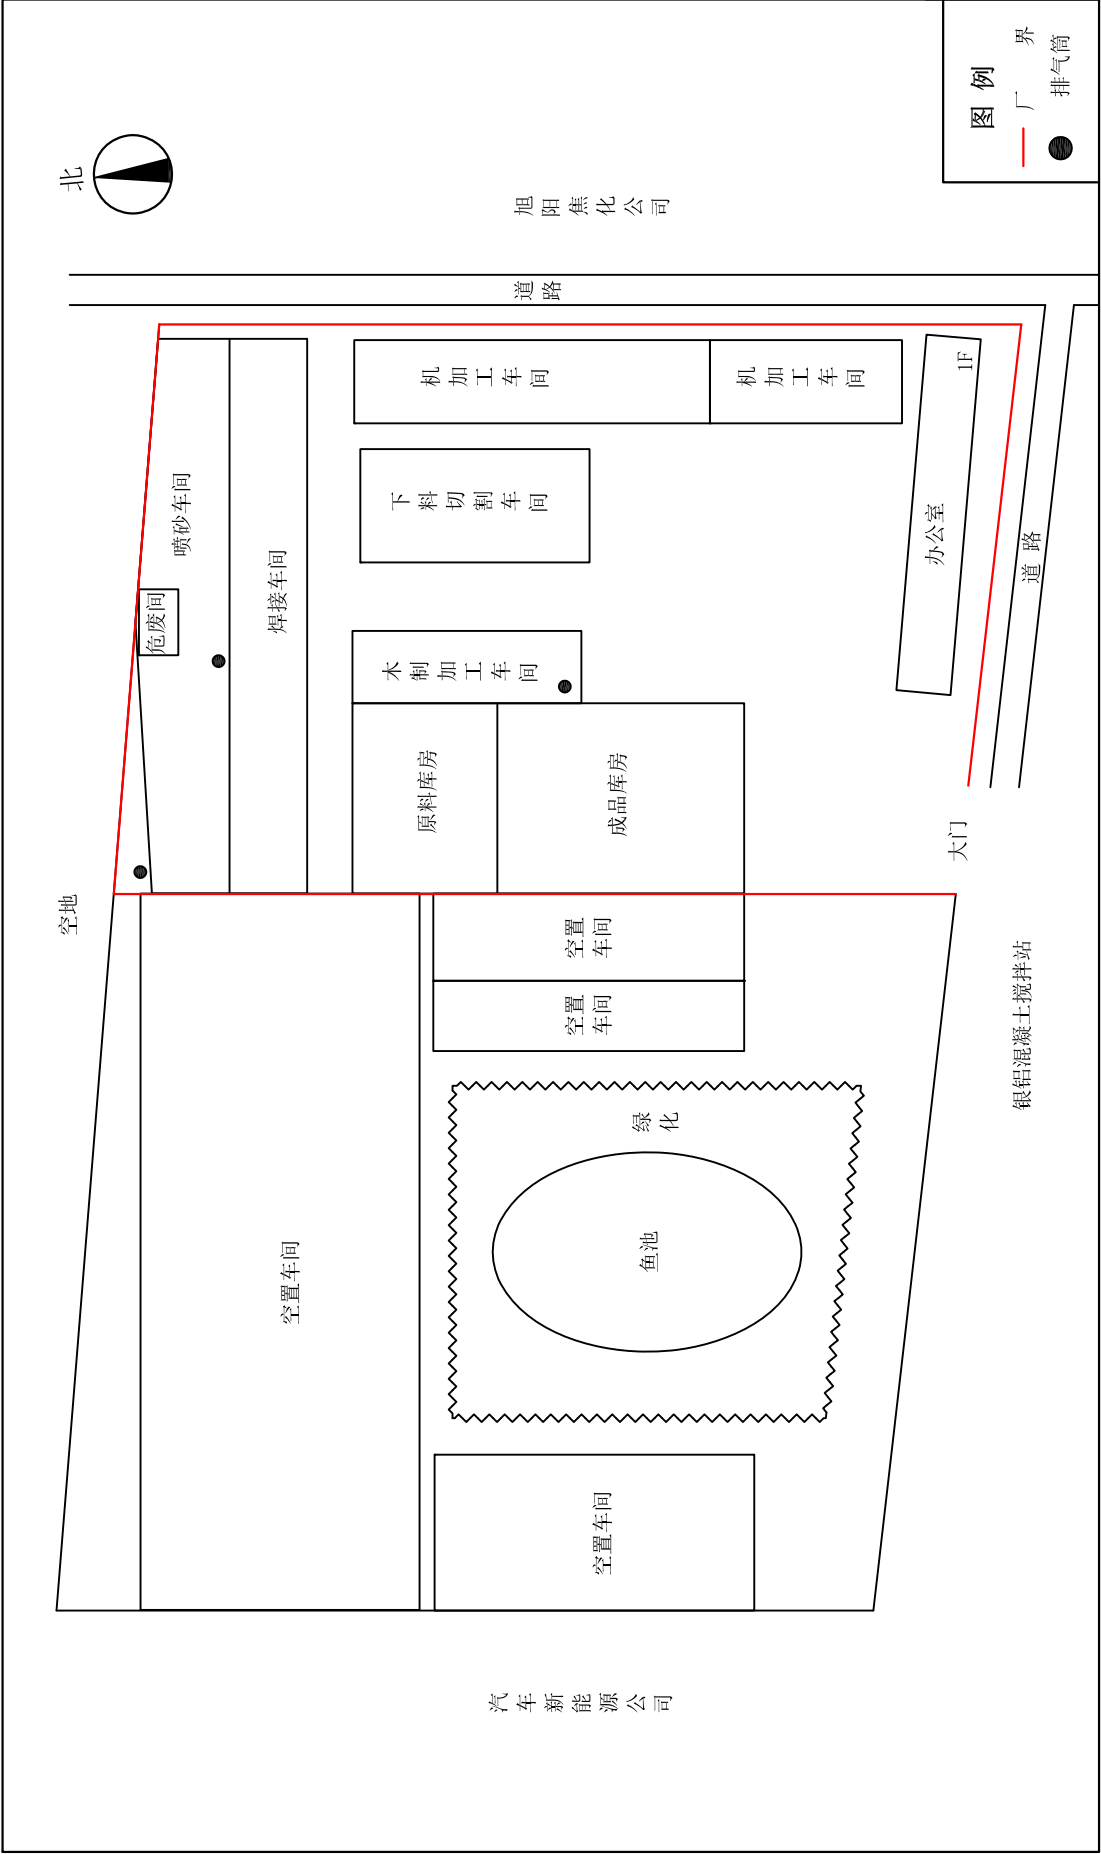 北
空地
图例
厂 界
排气筒
旭阳焦化公司
道路
喷砂车间
危废间
焊接车间
机加工车间
机加工车间
下料切割车间
木制加工车间
原料库房
成品库房
办公室
1F
道路
大门
空置
车间
空置
车间
空置车间
绿化
鱼池
空置车间
银铝混凝土搅拌站
汽车新能源公司